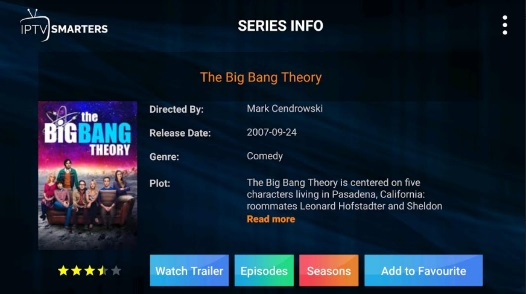 IPTV SMARTERS
SERIES INFO
The Big Bang Theory
the
BIGBANG
THEORY
Directed By: Mark Cendrowski
Release Date: 2007-09-24
Genre: Comedy
Plot: The Big Bang Theory is centered on five
characters living in Pasadena, California:
roommates Leonard Hofstadter and Sheldon
Read more
Watch Trailer Episodes Seasons Add to Favourite